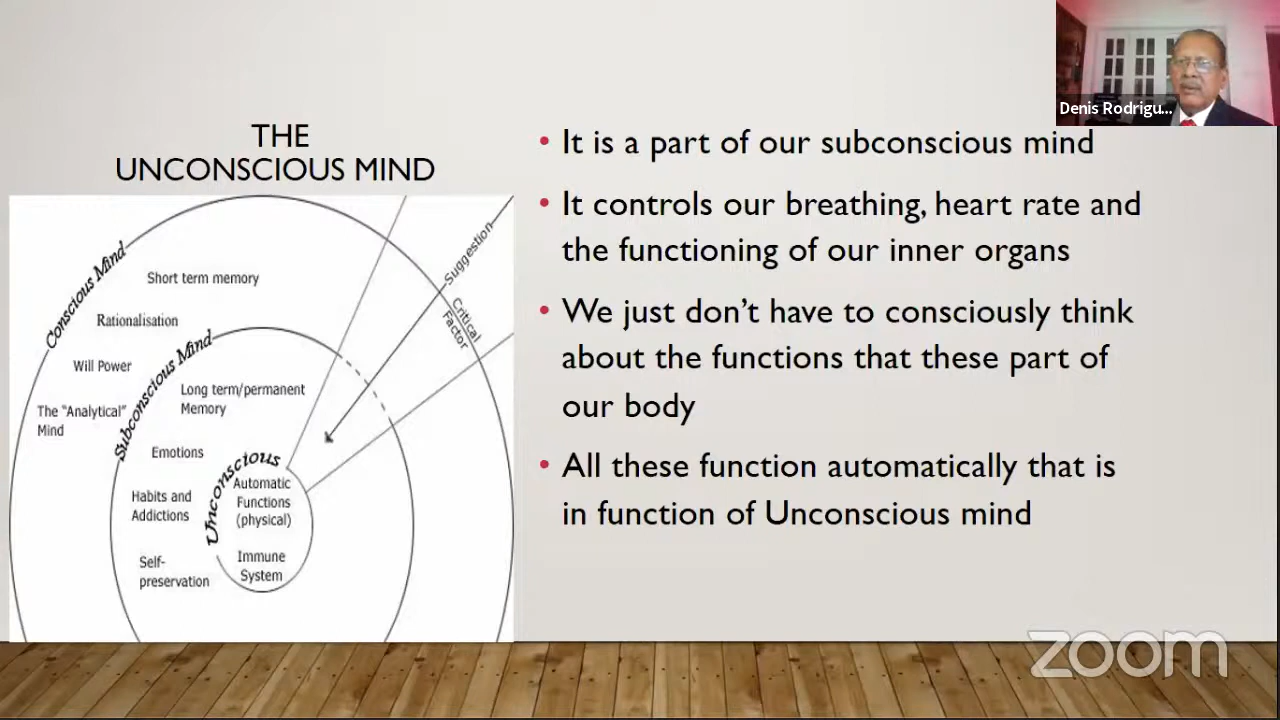 Denis Rodrigu...
THE
UNCONSCIOUS MIND
Conscious Mind
Short term memory
Rationalisation
Will Power
The "Analytical"
Mind
Subconscious Mind
Long term/permanent
Memory
Emotions
Habits and
Addictions
Self-
preservation
Unconscious
Automatic
Functions
(physical)
Immune
System
Suggestion
Critical
Factor
• It is a part of our subconscious mind
• It controls our breathing, heart rate and
the functioning of our inner organs
• We just don’t have to consciously think
about the functions that these part of
our body
• All these function automatically that is
in function of Unconscious mind
zoom